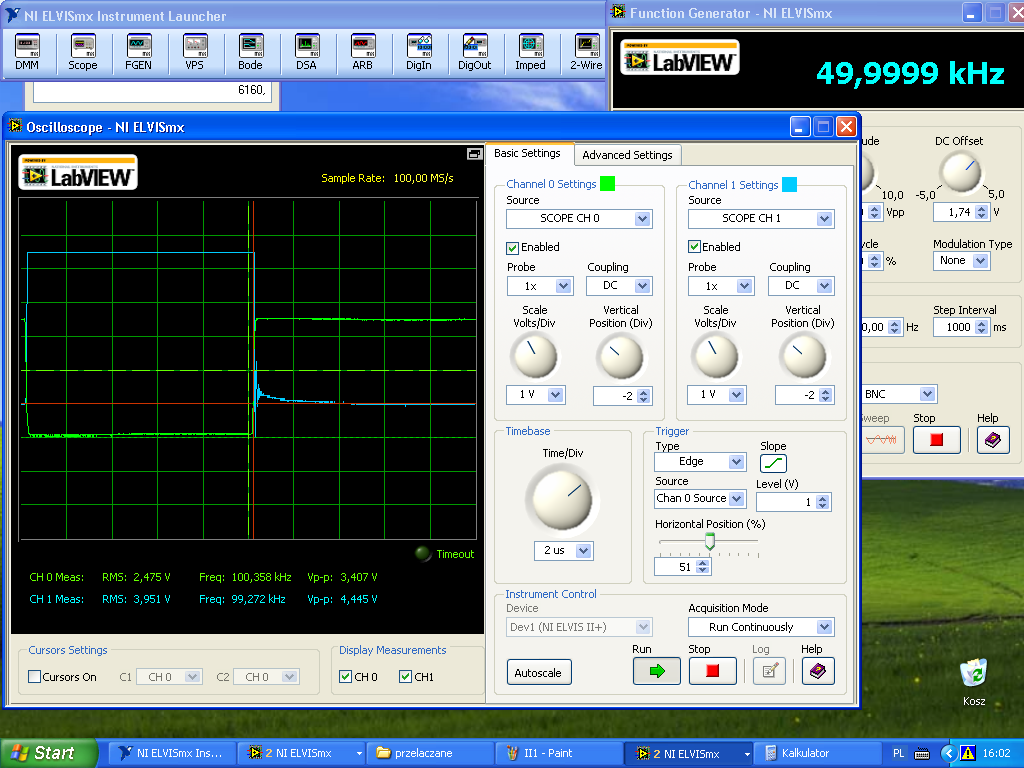 NI ELVISmx Instrument Launcher
DMM Scope FGEN VPS Bode DSA ARB DigIn DigOut Imped 2-Wire
6160,
Function Generator - NI ELVISmx
POWERED BY
LabVIEW
49,9999 kHz
Oscilloscope - NI ELVISmx
POWERED BY
LabVIEW
Sample Rate: 100,00 MS/s
Timeout
CH 0 Meas: RMS: 2,475 V Freq: 100,358 kHz Vp-p: 3,407 V
CH 1 Meas: RMS: 3,951 V Freq: 99,272 kHz Vp-p: 4,445 V
Cursors Settings
Cursors On C1 CH 0 C2 CH 0
Display Measurements
CH 0 CH1
Basic Settings Advanced Settings
Channel 0 Settings
Source
SCOPE CH 0
Enabled
Probe Coupling
1x DC
Scale
Volts/Div
Vertical
Position (Div)
1 V -2
Channel 1 Settings
Source
SCOPE CH 1
Enabled
Probe Coupling
1x DC
Scale
Volts/Div
Vertical
Position (Div)
1 V -2
Timebase
Time/Div
2 us
Trigger
Type Slope
Edge
Source Level (V)
Chan 0 Source 1
Horizontal Position (%)
51
Instrument Control
Device Acquisition Mode
Dev1 (NI ELVIS II+) Run Continuously
Run Stop Log Help
Autoscale
ude DC Offset
10,0 -5,0 5,0
Vpp 1,74 V
ycle Modulation Type
% None
Step Interval
0,00 Hz 1000 ms
BNC
weep Stop Help
Kosz
Start NI ELVISmx Ins... 2 NI ELVISmx przelaczane II1 - Paint 2 NI ELVISmx Kalkulator PL 16:02